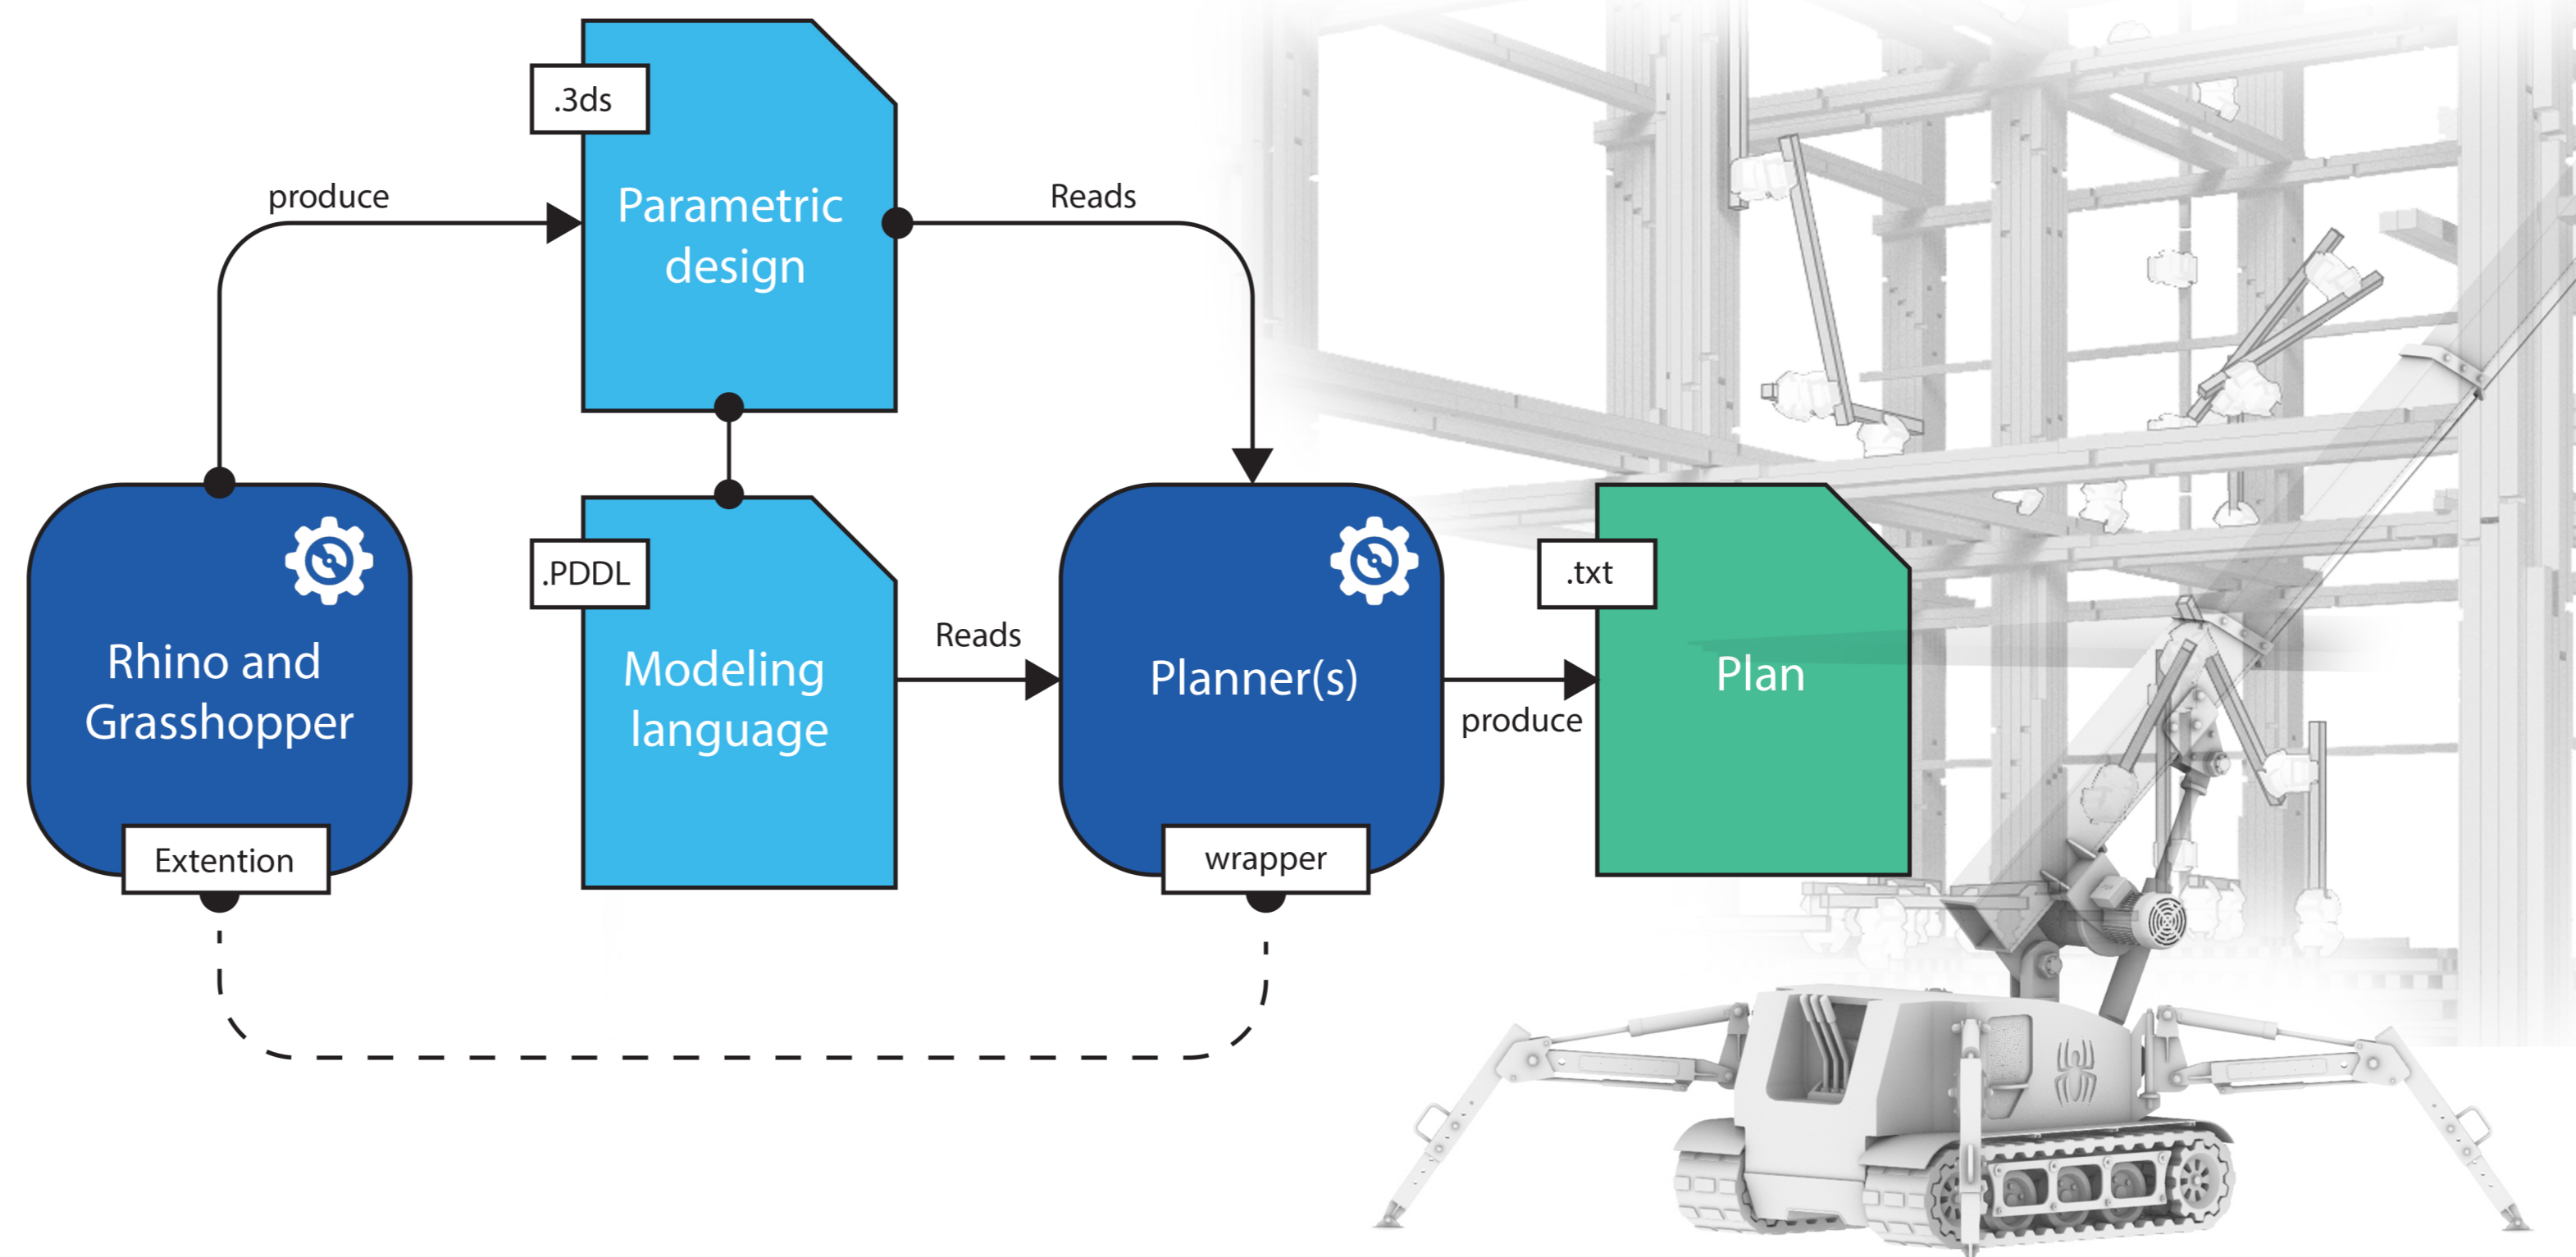 .3ds
produce
Parametric
design
Reads
.PDDL
Rhino and
Grasshopper
Extention
Modeling
language
Reads
Planner(s)
wrapper
produce
.txt
Plan